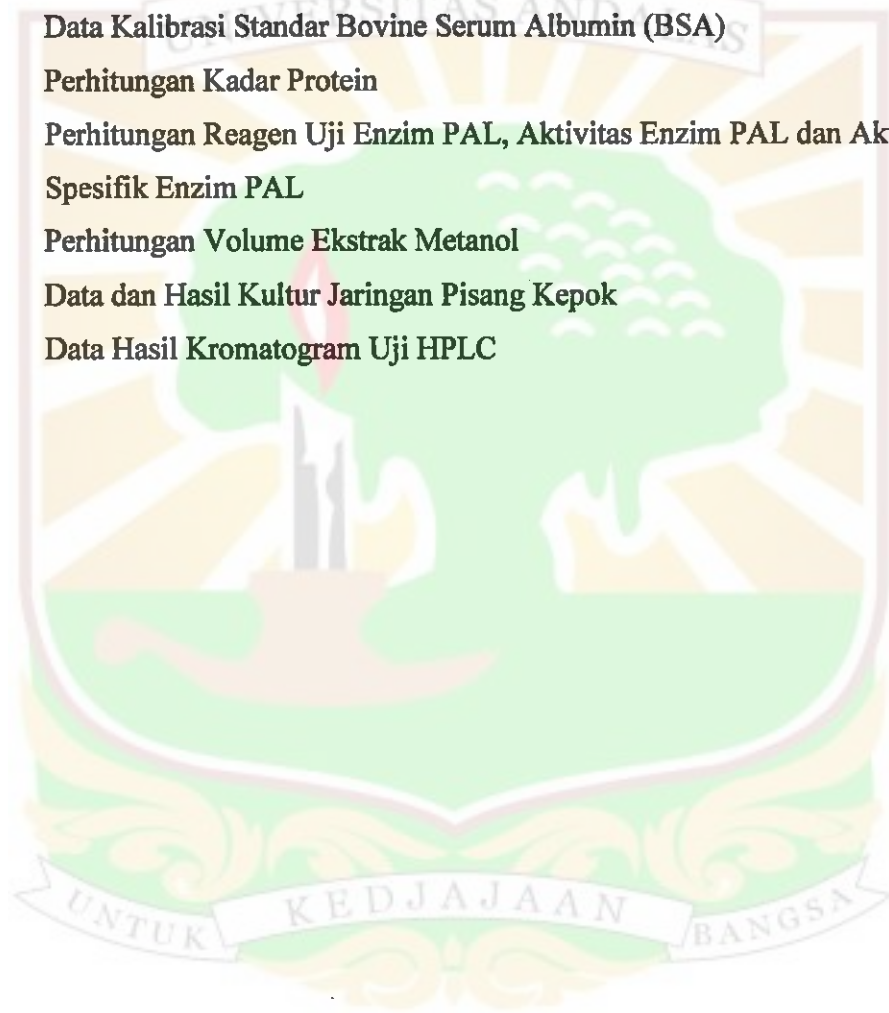 UNIVERSITAS ANDALAS
Data Kalibrasi Standar Bovine Serum Albumin (BSA)
Perhitungan Kadar Protein
Perhitungan Reagen Uji Enzim PAL, Aktivitas Enzim PAL dan Ak
Spesifik Enzim PAL
Perhitungan Volume Ekstrak Metanol
Data dan Hasil Kultur Jaringan Pisang Kepok
Data Hasil Kromatogram Uji HPLC
UNTUK KEDJAJAAN BANGSA